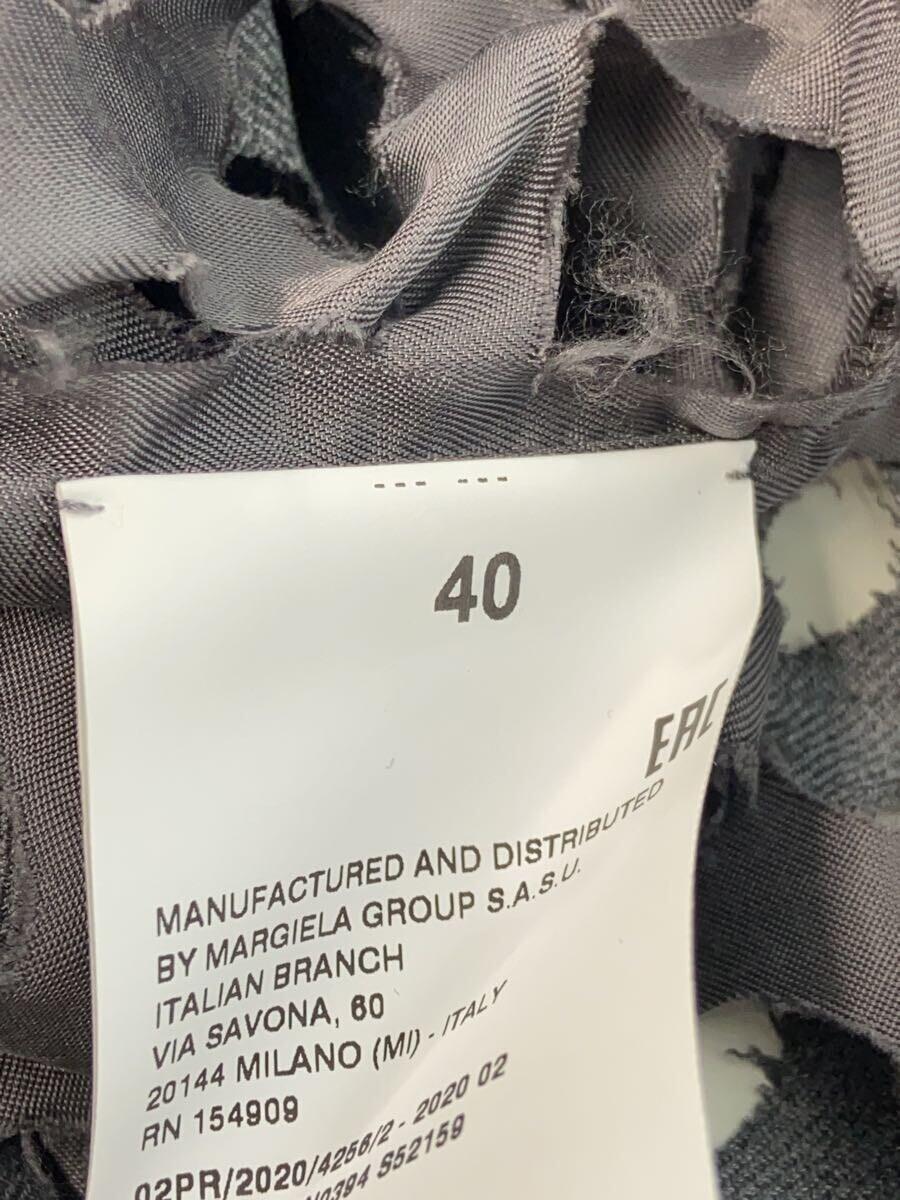 40
EAC
MANUFACTURED AND DISTRIBUTED
BY MARGIELA GROUP S.A.S.U.
ITALIAN BRANCH
VIA SAVONA, 60
20144 MILANO (MI) - ITALY
RN 154909
02PR/2020/4256/2 - 2020 02
S52159